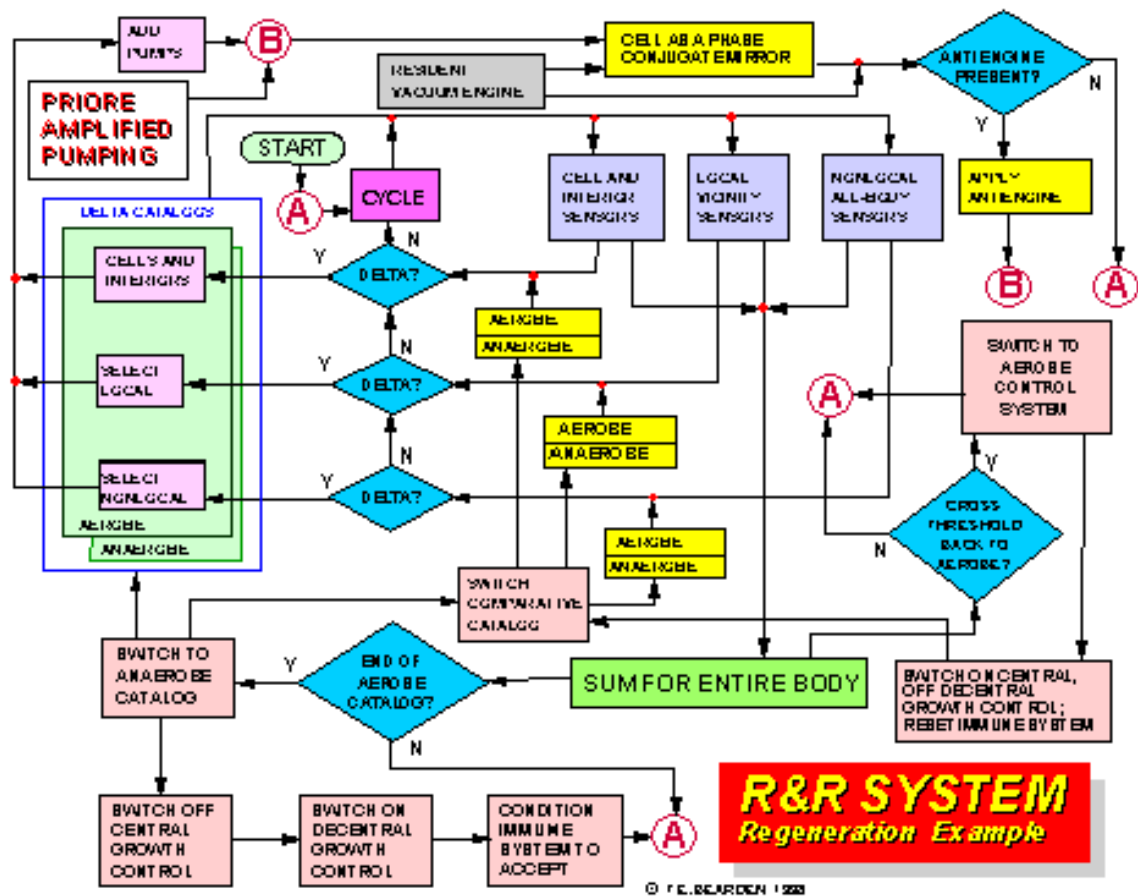 ADD
PUMPS
B
CELL AS A PHASE
CONJUGATE MIRROR
ANTIENGINE
PRESENT?
N
Y
RESIDENT
VACUUM ENGINE
PRIORE
AMPLIFIED
PUMPING
START
A
CYCLE
CELL AND
INTERIOR
SENSORS
LOCAL
VICINITY
SENSORS
NONLOCAL
ALL-BODY
SENSORS
APPLY
ANTIENGINE
B
A
DELTA CATALOGS
CELLS AND
INTERIORS
Y
N
DELTA?
AEROBE
ANAEROBE
SELECT
LOCAL
Y
N
DELTA?
AEROBE
ANAEROBE
SELECT
NONLOCAL
Y
N
DELTA?
AEROBE
ANAEROBE
AEROBE
ANAEROBE
SWITCH TO
AEROBE
CONTROL
SYSTEM
A
Y
N
CROSS
THRESHOLD
BACK TO
AEROBE?
SWITCH
COMPARATIVE
CATALOG
SWITCH TO
ANAEROBE
CATALOG
Y
END OF
AEROBE
CATALOG?
N
SUM FOR ENTIRE BODY
SWITCH ON CENTRAL,
OFF DECENTRAL
GROWTH CONTROL;
RESET IMMUNE SYSTEM
SWITCH OFF
CENTRAL
GROWTH
CONTROL
SWITCH ON
DECENTRAL
GROWTH
CONTROL
CONDITION
IMMUNE
SYSTEM TO
ACCEPT
A
R&R SYSTEM
Regeneration Example
© T.E. BEARDEN